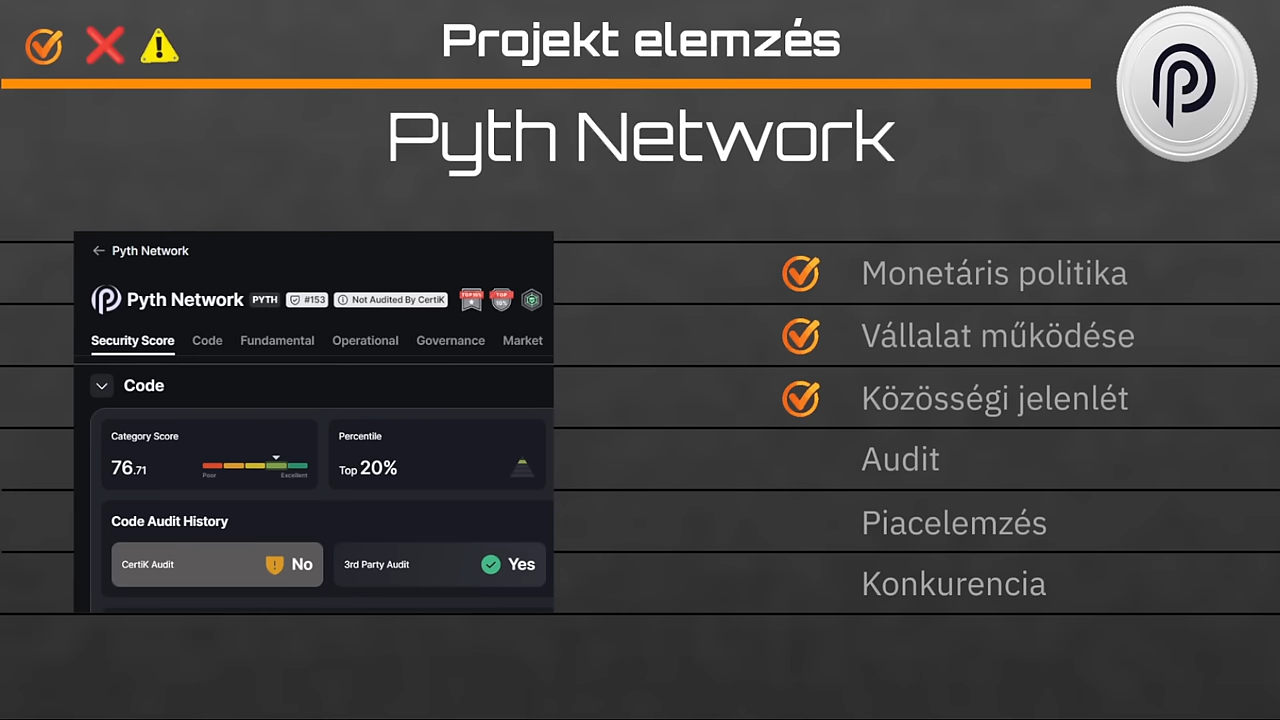 Projekt elemzés
Pyth Network
← Pyth Network
Pyth Network PYTH #153 Not Audited By CertiK TOP 10%
Security Score Code Fundamental Operational Governance Market
Code
Category Score
76.71
Poor Excellent
Percentile
Top 20%
Code Audit History
CertiK Audit No
3rd Party Audit Yes
Monetáris politika
Vállalat működése
Közösségi jelenlét
Audit
Piacelemzés
Konkurencia